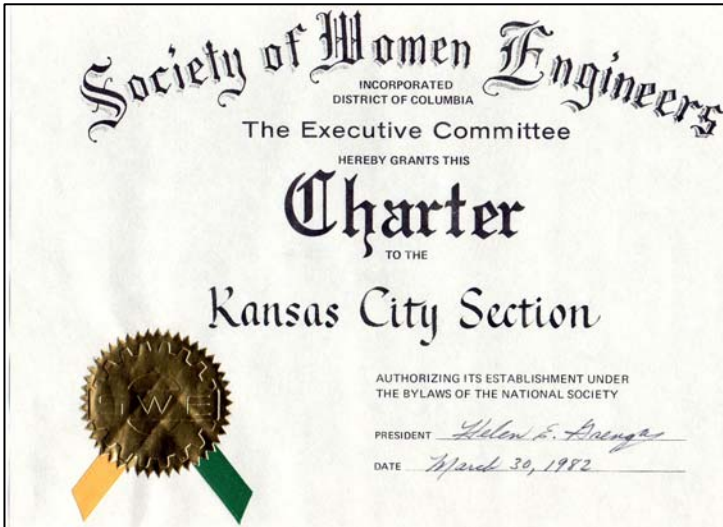 Society of Women Engineers
INCORPORATED
DISTRICT OF COLUMBIA
The Executive Committee
HEREBY GRANTS THIS
Charter
TO THE
Kansas City Section
SWE
AUTHORIZING ITS ESTABLISHMENT UNDER
THE BYLAWS OF THE NATIONAL SOCIETY
PRESIDENT Helen E.
DATE March 30, 1982